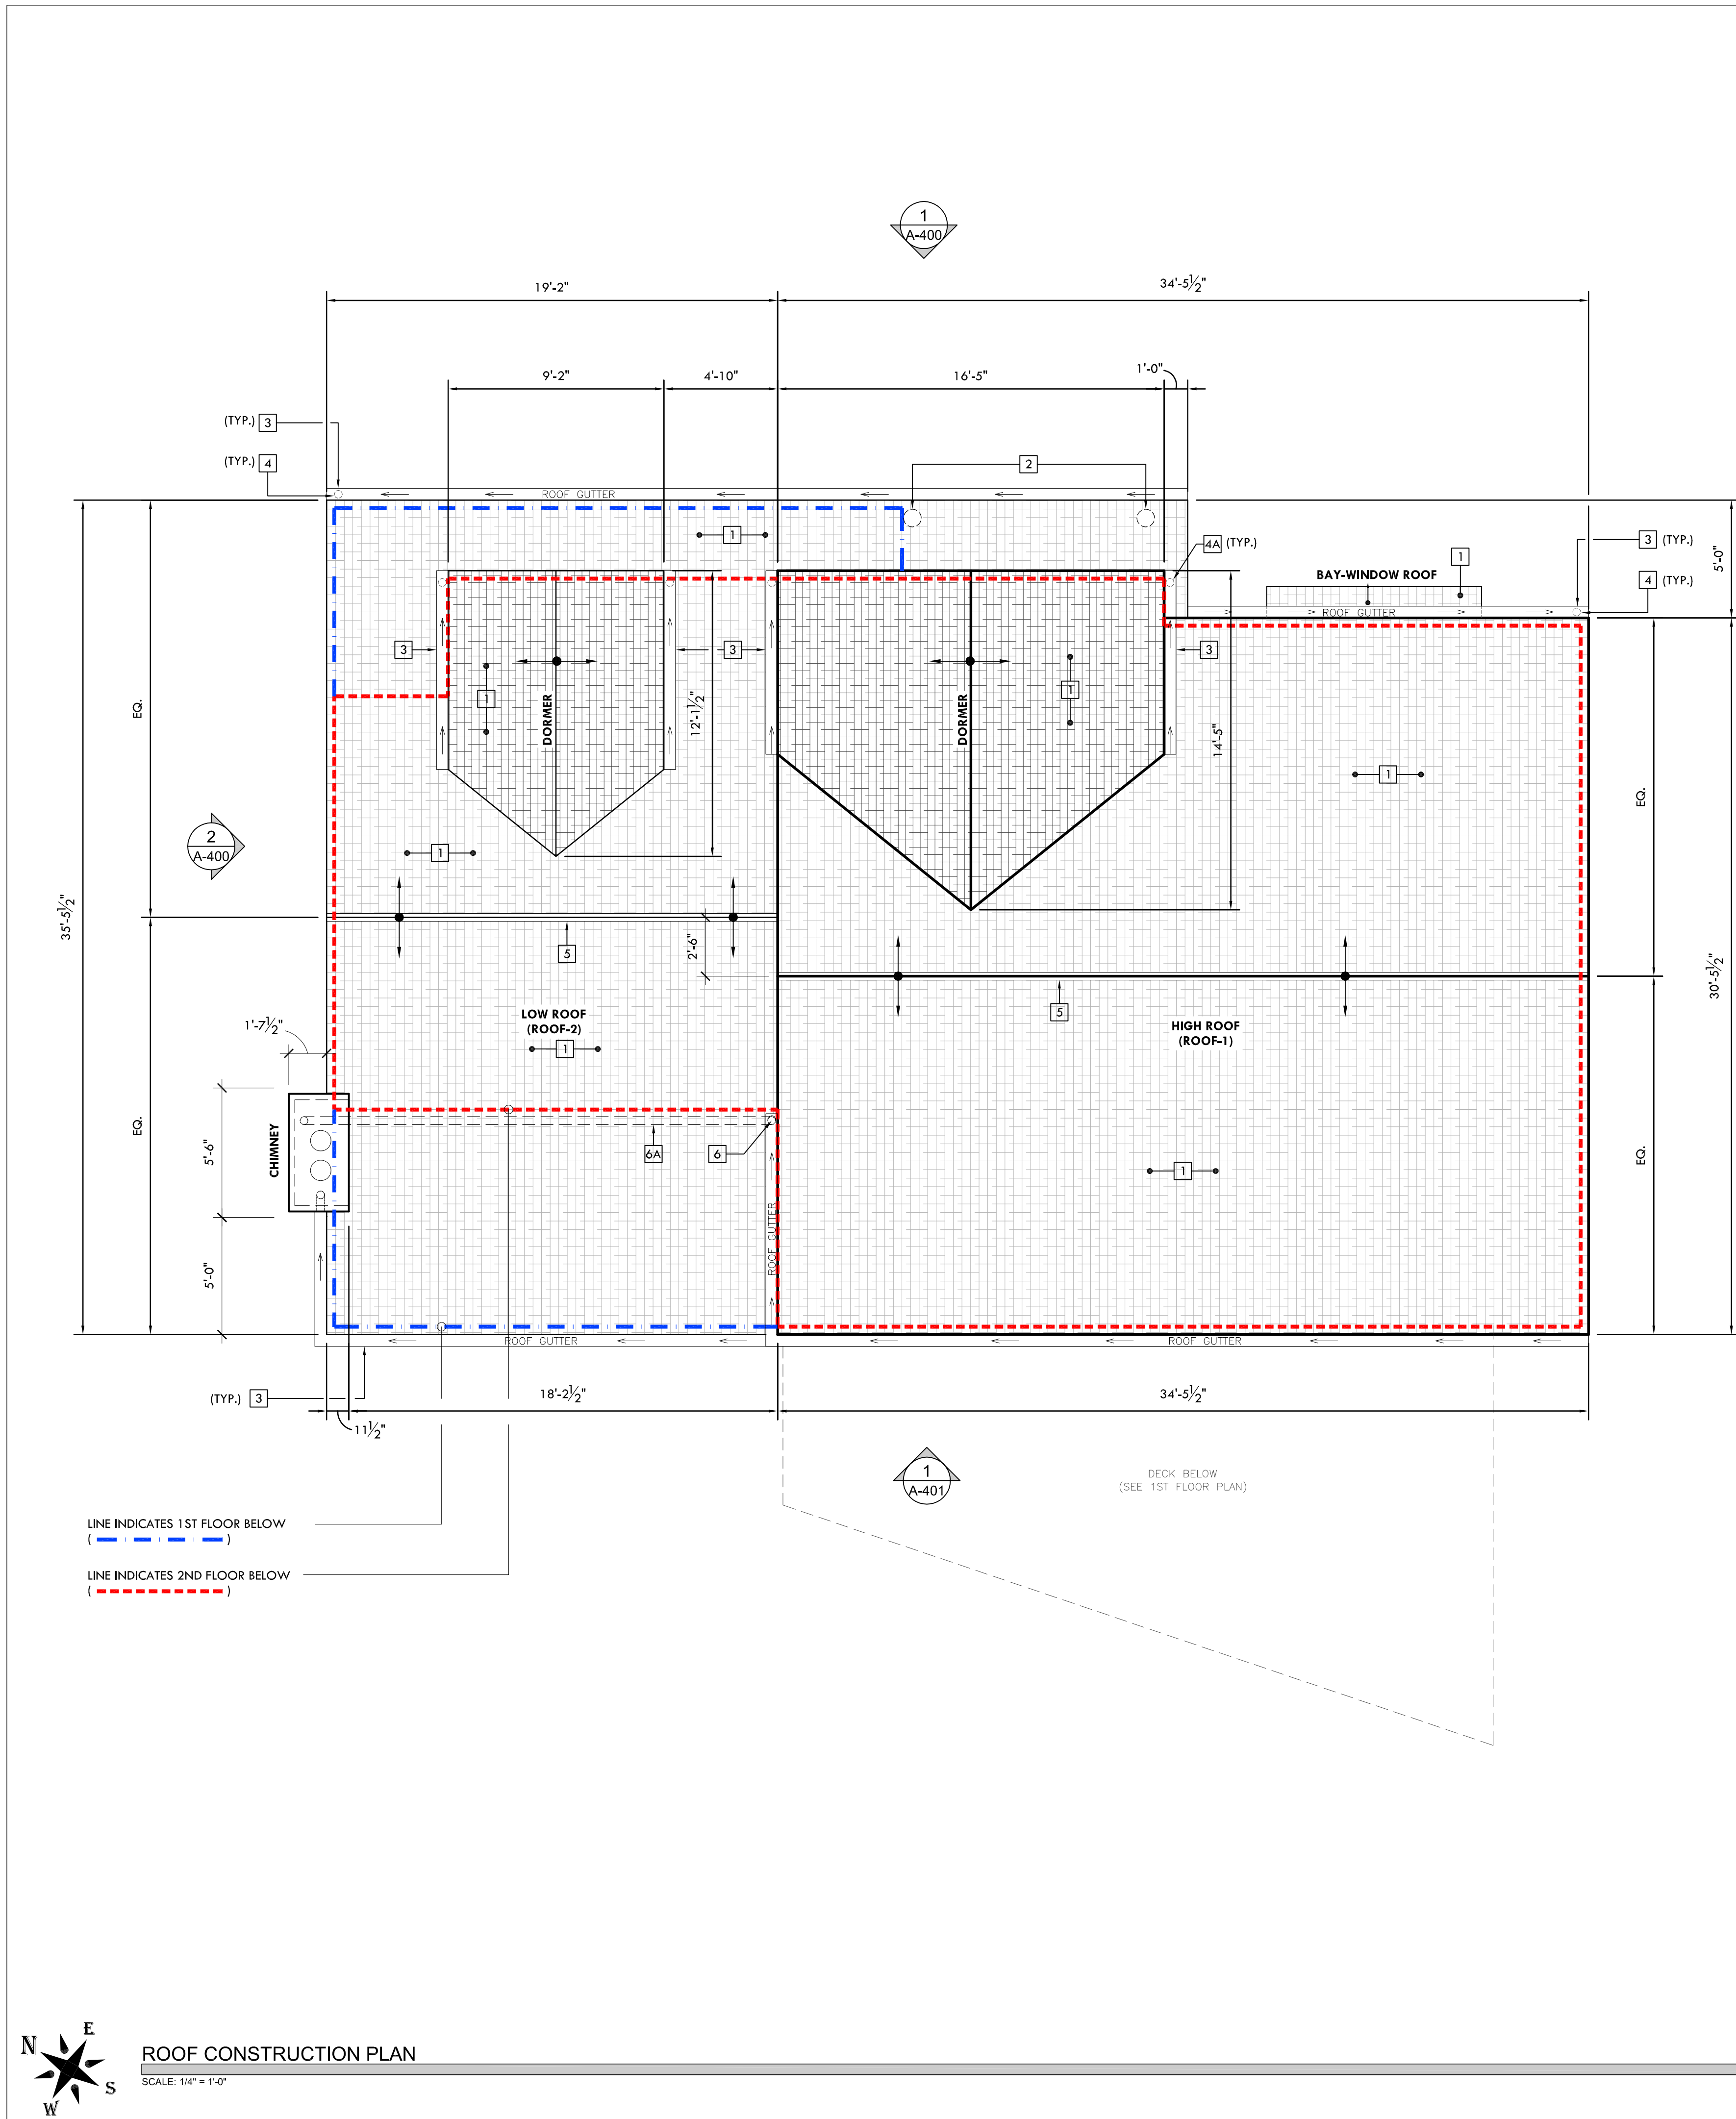 1
A-400
19'-2"
34'-5½"
9'-2"
4'-10"
16'-5"
1'-0"
(TYP.) 3
(TYP.) 4
2
ROOF GUTTER
1
4A (TYP.)
3 (TYP.)
4 (TYP.)
5'-0"
BAY-WINDOW ROOF
1
ROOF GUTTER
3
3
3
1
1
DORMER
DORMER
12'-1½"
14'-5"
EQ.
EQ.
1
1
2
A-400
35'-5½"
30'-5½"
2'-6"
5
5
LOW ROOF
(ROOF-2)
1
HIGH ROOF
(ROOF-1)
1'-7½"
CHIMNEY
5'-6"
5'-0"
EQ.
EQ.
6A
6
1
ROOF GUTTER
ROOF GUTTER
ROOF GUTTER
(TYP.) 3
18'-2½"
34'-5½"
11½"
1
A-401
DECK BELOW
(SEE 1ST FLOOR PLAN)
LINE INDICATES 1ST FLOOR BELOW
( )
LINE INDICATES 2ND FLOOR BELOW
( )
N
E
S
W
ROOF CONSTRUCTION PLAN
SCALE: 1/4" = 1'-0"